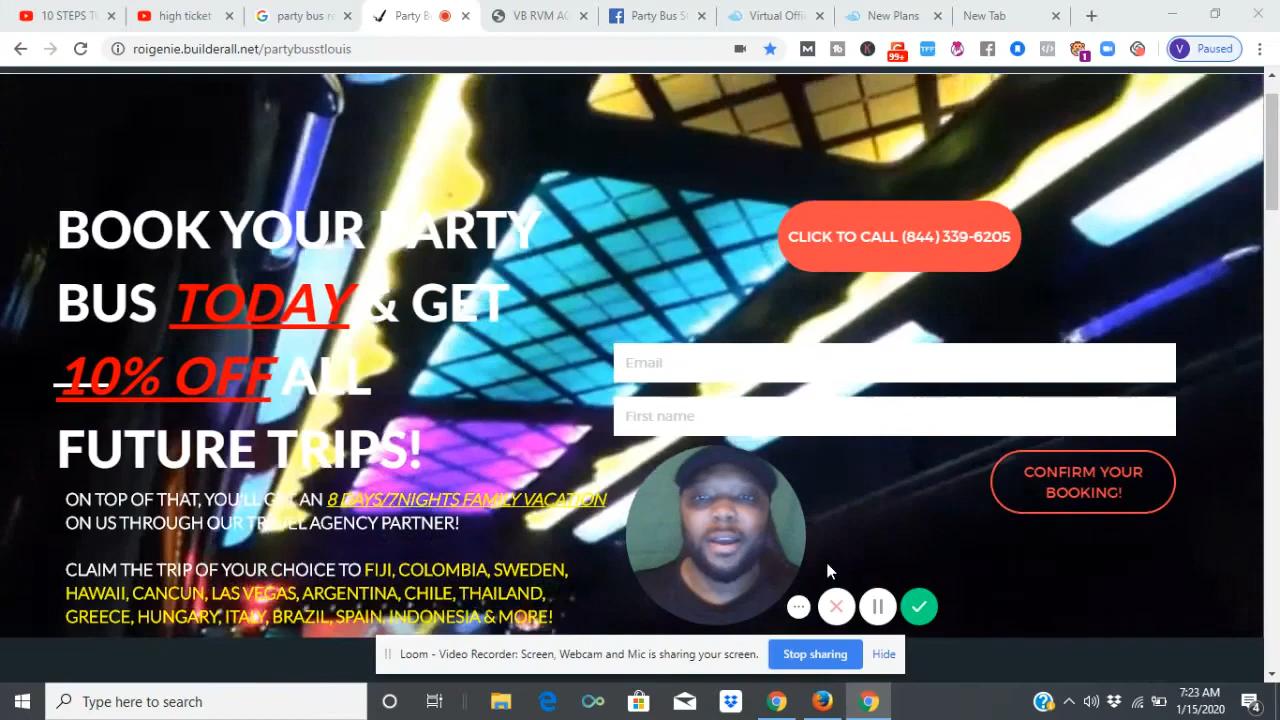 10 STEPS T
high ticket
party bus re
Party B
VB RVM AG
Party Bus S
Virtual Offi
New Plans
New Tab
roigenie.builderall.net/partybusstlouis
99+
1
V
Paused
BOOK YOUR PARTY
BUS TODAY & GET
10% OFF ALL
FUTURE TRIPS!
ON TOP OF THAT, YOU'LL GET AN 8 DAYS/7NIGHTS FAMILY VACATION
ON US THROUGH OUR TRAVEL AGENCY PARTNER!
CLAIM THE TRIP OF YOUR CHOICE TO FIJI, COLOMBIA, SWEDEN,
HAWAII, CANCUN, LAS VEGAS, ARGENTINA, CHILE, THAILAND,
GREECE, HUNGARY, ITALY, BRAZIL, SPAIN, INDONESIA & MORE!
CLICK TO CALL (844) 339-6205
Email
First name
CONFIRM YOUR
BOOKING!
Loom - Video Recorder: Screen, Webcam and Mic is sharing your screen.
Stop sharing
Hide
Type here to search
7:23 AM
1/15/2020
4